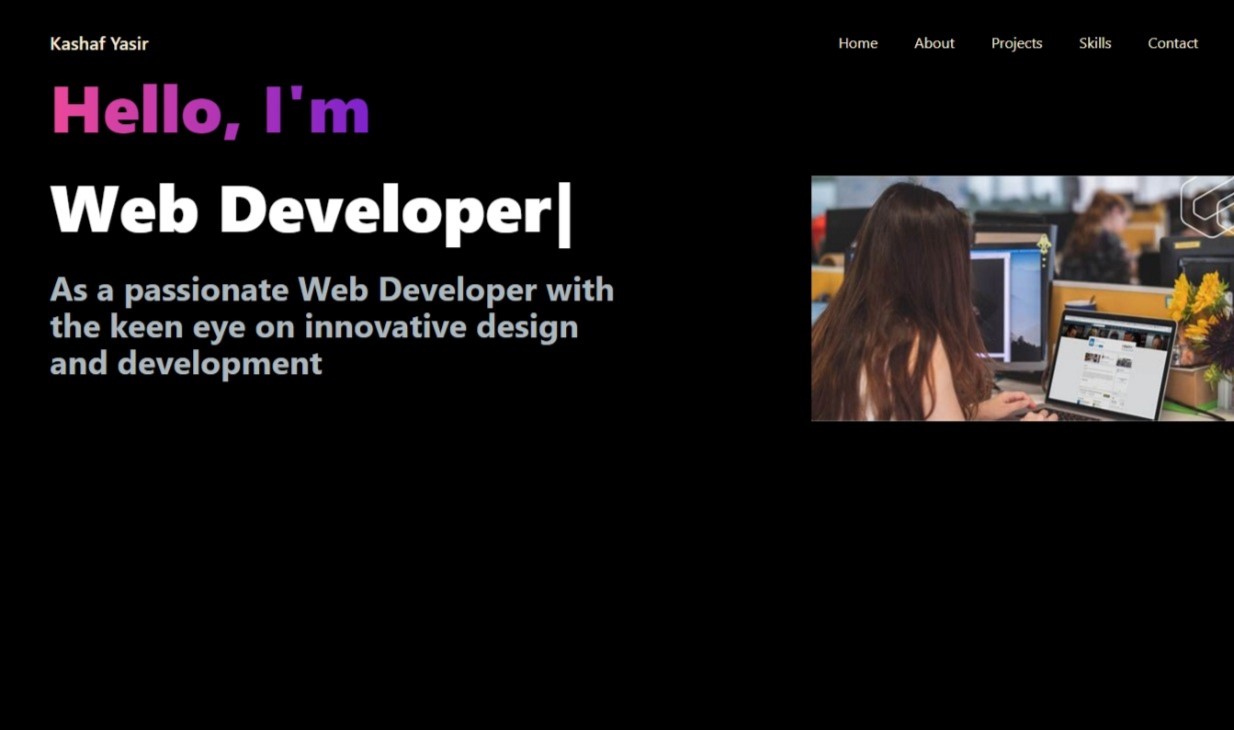 Kashaf Yasir
Home About Projects Skills Contact
Hello, I'm
Web Developer|
As a passionate Web Developer with
the keen eye on innovative design
and development